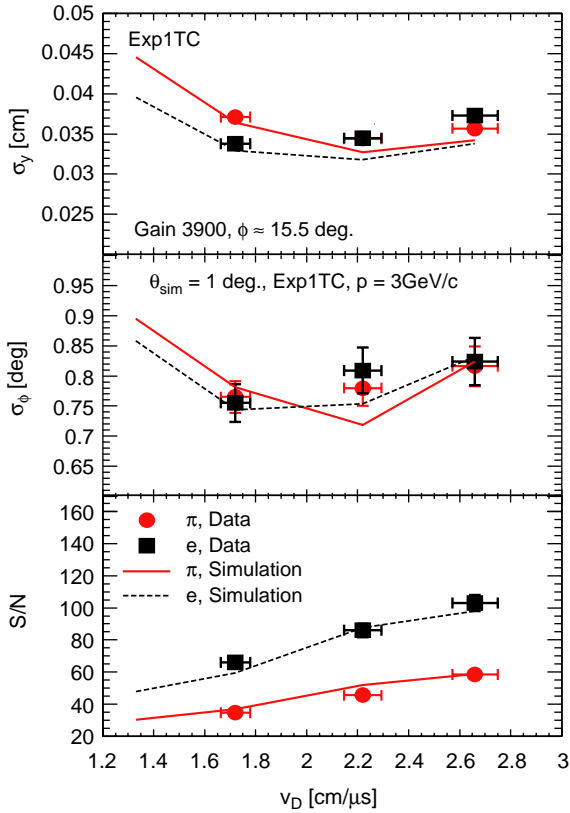 0.05
Exp1TC
0.045
0.04
0.035
0.03
0.025
σy [cm]
Gain 3900, ϕ ≈ 15.5 deg.
θsim = 1 deg., Exp1TC, p = 3GeV/c
0.95
0.9
0.85
0.8
0.75
0.7
0.65
σϕ [deg]
160
140
120
100
80
60
40
20
S/N
π, Data
e, Data
π, Simulation
e, Simulation
1.2 1.4 1.6 1.8 2 2.2 2.4 2.6 2.8 3
vD [cm/μs]